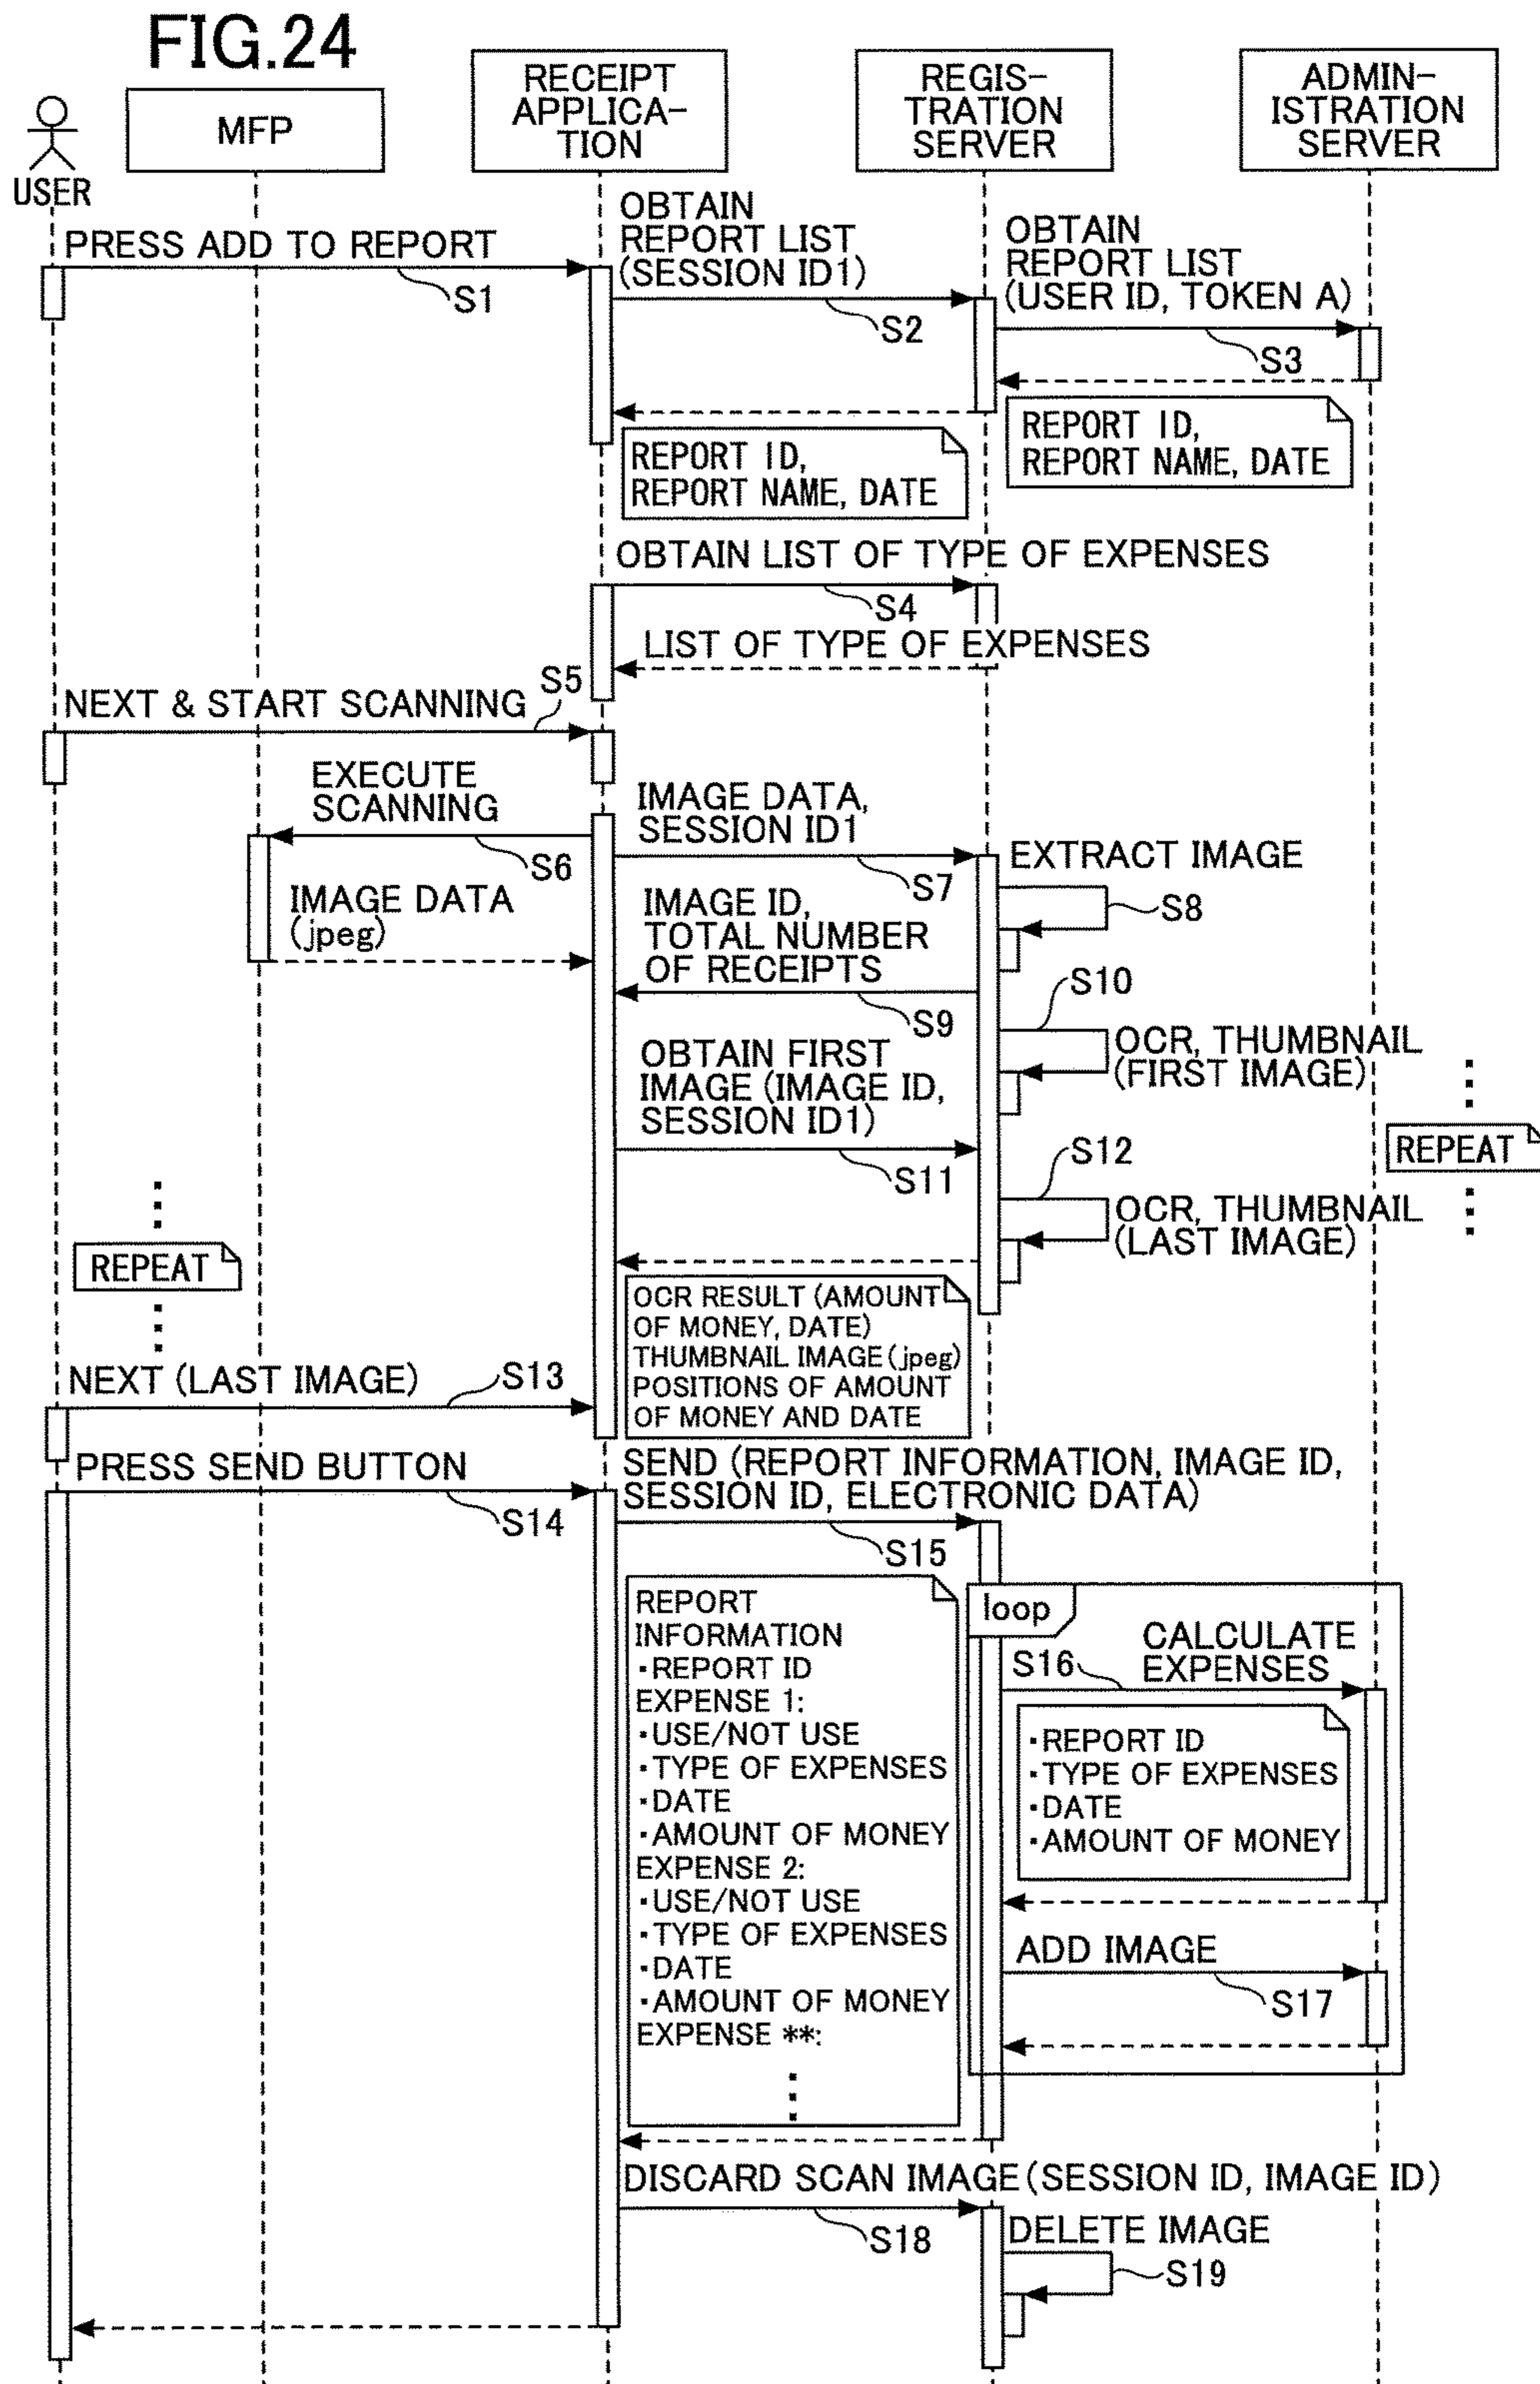 FIG.24
USER
MFP
RECEIPT
APPLICA-
TION
REGIS-
TRATION
SERVER
ADMIN-
ISTRATION
SERVER
PRESS ADD TO REPORT
S1
OBTAIN
REPORT LIST
(SESSION ID1)
S2
OBTAIN
REPORT LIST
(USER ID, TOKEN A)
S3
REPORT ID,
REPORT NAME, DATE
REPORT ID,
REPORT NAME, DATE
OBTAIN LIST OF TYPE OF EXPENSES
S4
LIST OF TYPE OF EXPENSES
NEXT & START SCANNING
S5
EXECUTE
SCANNING
S6
IMAGE DATA
(jpeg)
IMAGE DATA,
SESSION ID1
S7
EXTRACT IMAGE
S8
IMAGE ID,
TOTAL NUMBER
OF RECEIPTS
S9
S10
OCR, THUMBNAIL
(FIRST IMAGE)
OBTAIN FIRST
IMAGE (IMAGE ID,
SESSION ID1)
S11
REPEAT
S12
OCR, THUMBNAIL
(LAST IMAGE)
REPEAT
OCR RESULT (AMOUNT
OF MONEY, DATE)
THUMBNAIL IMAGE (jpeg)
POSITIONS OF AMOUNT
OF MONEY AND DATE
NEXT (LAST IMAGE)
S13
PRESS SEND BUTTON
S14
SEND (REPORT INFORMATION, IMAGE ID,
SESSION ID, ELECTRONIC DATA)
S15
REPORT
INFORMATION
・REPORT ID
EXPENSE 1:
・USE/NOT USE
・TYPE OF EXPENSES
・DATE
・AMOUNT OF MONEY
EXPENSE 2:
・USE/NOT USE
・TYPE OF EXPENSES
・DATE
・AMOUNT OF MONEY
EXPENSE **:
loop
S16
CALCULATE
EXPENSES
・REPORT ID
・TYPE OF EXPENSES
・DATE
・AMOUNT OF MONEY
ADD IMAGE
S17
DISCARD SCAN IMAGE (SESSION ID, IMAGE ID)
S18
DELETE IMAGE
S19